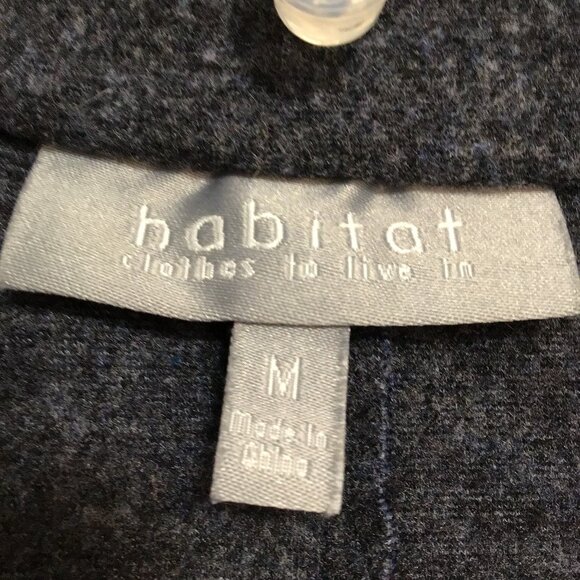 habitat
clothes to live in
M
Made in
China